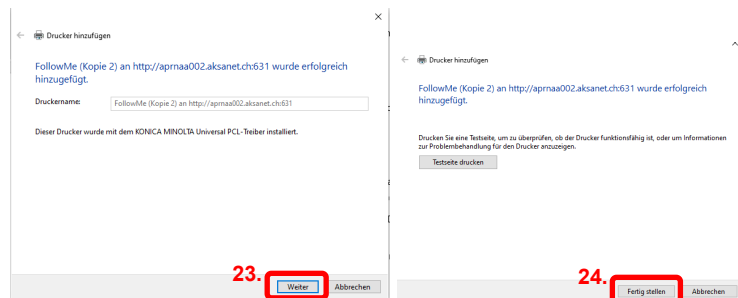 Drucker hinzufügen
FollowMe (Kopie 2) an http://aprnaa002.aksanet.ch:631 wurde erfolgreich
hinzugefügt.
Druckername:
FollowMe (Kopie 2) an http://aprnaa002.aksanet.ch:631
Dieser Drucker wurde mit dem KONICA MINOLTA Universal PCL-Treiber installiert.
23.
Weiter
Abbrechen
Drucker hinzufügen
FollowMe (Kopie 2) an http://aprnaa002.aksanet.ch:631 wurde erfolgreich
hinzugefügt.
Drucken Sie eine Testseite, um zu überprüfen, ob der Drucker funktionsfähig ist, oder um Informationen
zur Problembehandlung für den Drucker anzuzeigen.
Testseite drucken
24.
Fertig stellen
Abbrechen